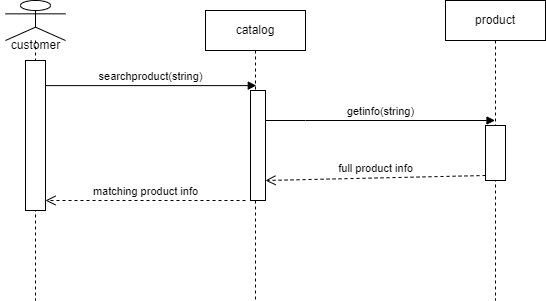 customer
catalog
product
searchproduct(string)
getinfo(string)
full product info
matching product info